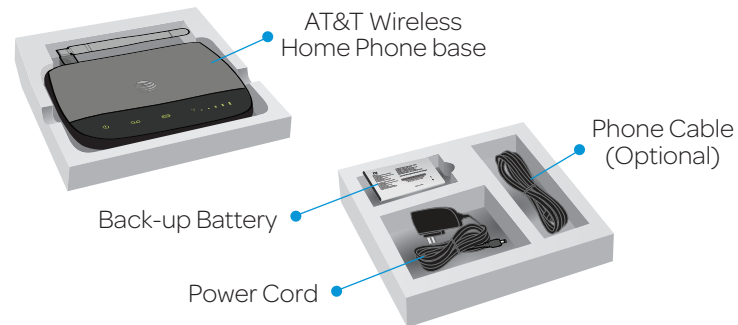 AT&T Wireless
Home Phone base
Phone Cable
(Optional)
Back-up Battery
Power Cord